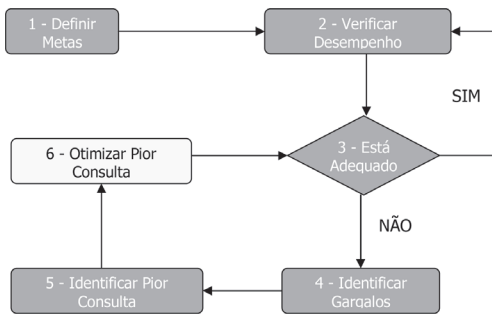 1 - Definir
Metas
2 - Verificar
Desempenho
SIM
3 - Está
Adequado
6 - Otimizar Pior
Consulta
NÃO
5 - Identificar Pior
Consulta
4 - Identificar
Gargalos